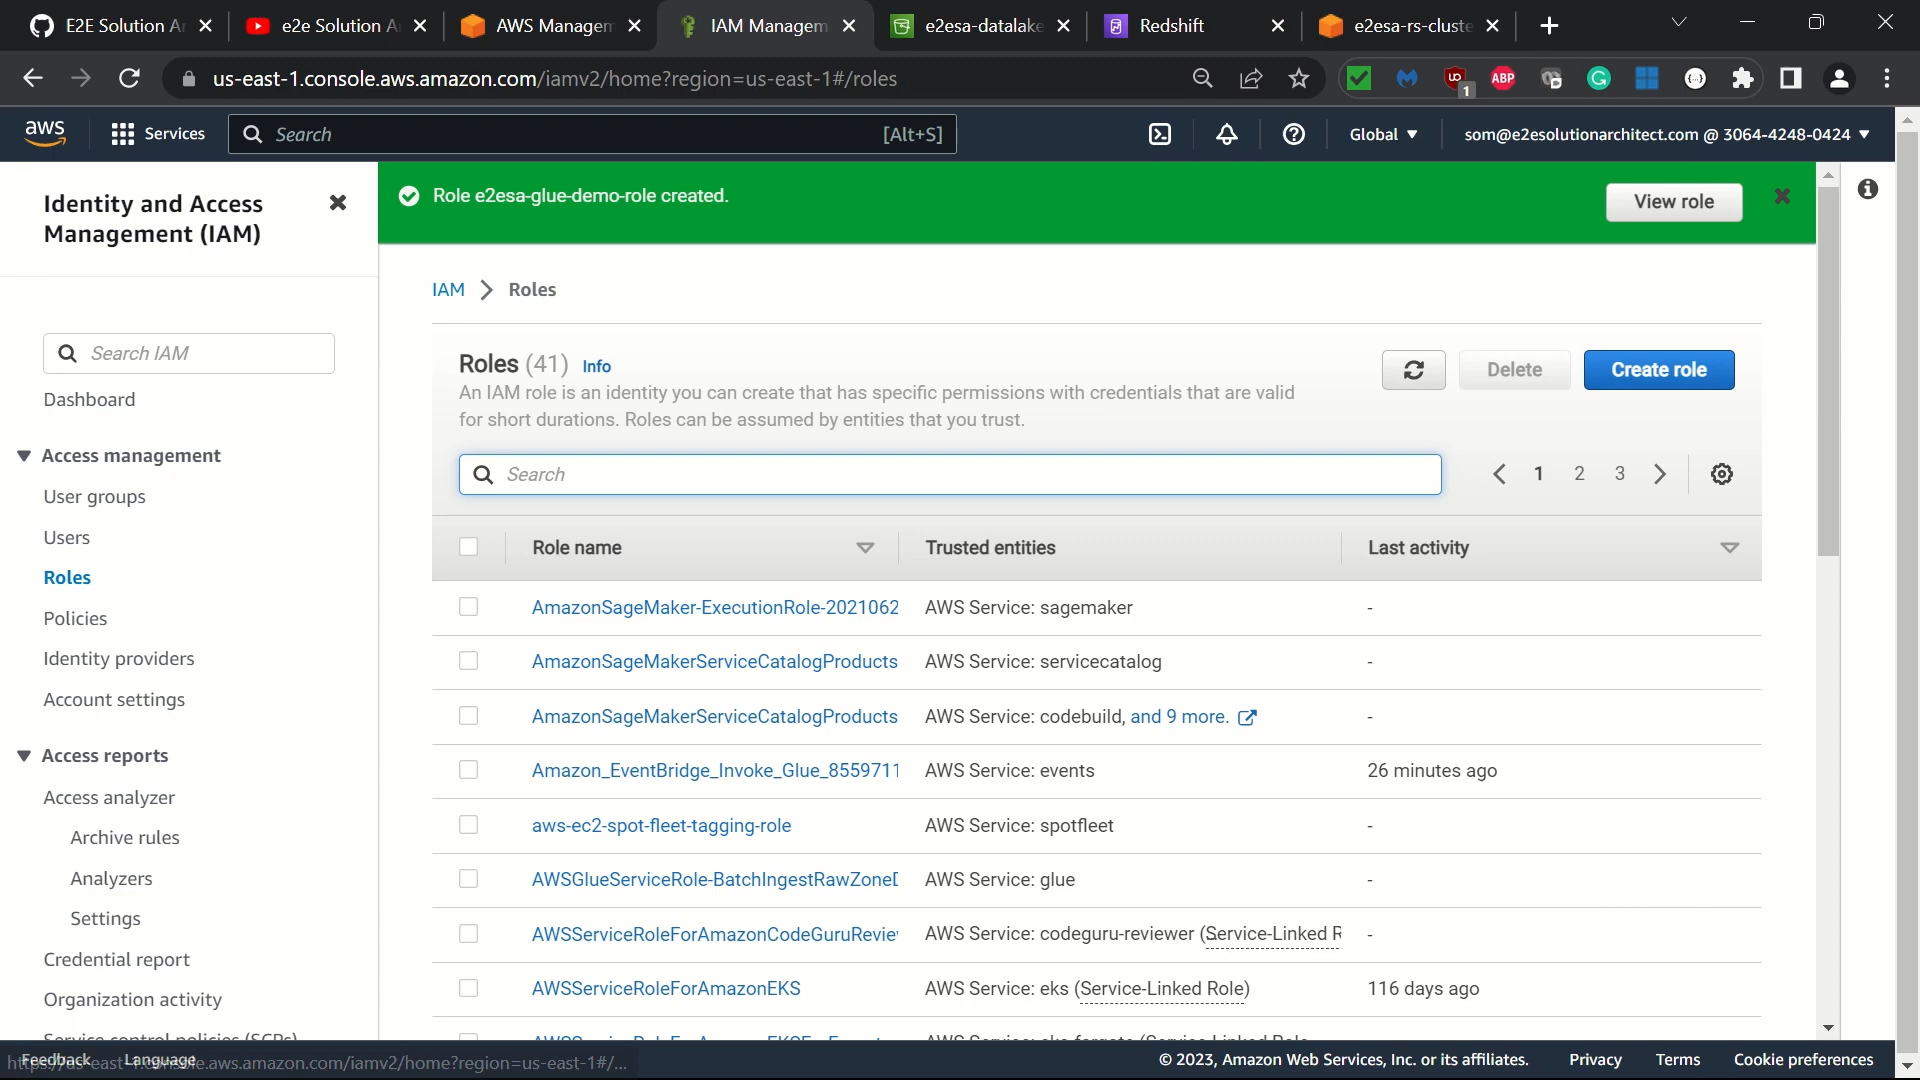 E2E Solution Ar
e2e Solution A
AWS Managem
IAM Managem
e2esa-datalake
Redshift
e2esa-rs-cluste
us-east-1.console.aws.amazon.com/iamv2/home?region=us-east-1#/roles
1
ABP
aws
Services
Search
[Alt+S]
Global
som@e2esolutionarchitect.com @ 3064-4248-0424
Identity and Access
Management (IAM)
Search IAM
Dashboard
Access management
User groups
Users
Roles
Policies
Identity providers
Account settings
Access reports
Access analyzer
Archive rules
Analyzers
Settings
Credential report
Organization activity
Service control policies (SCPs)
Role e2esa-glue-demo-role created.
View role
IAM > Roles
Roles (41) Info
An IAM role is an identity you can create that has specific permissions with credentials that are valid
for short durations. Roles can be assumed by entities that you trust.
Delete
Create role
Search
1 2 3
Role name Trusted entities Last activity
AmazonSageMaker-ExecutionRole-2021062 AWS Service: sagemaker -
AmazonSageMakerServiceCatalogProducts AWS Service: servicecatalog -
AmazonSageMakerServiceCatalogProducts AWS Service: codebuild, and 9 more. -
Amazon_EventBridge_Invoke_Glue_8559711 AWS Service: events 26 minutes ago
aws-ec2-spot-fleet-tagging-role AWS Service: spotfleet -
AWSGlueServiceRole-BatchIngestRawZone AWS Service: glue -
AWSServiceRoleForAmazonCodeGuruRevie AWS Service: codeguru-reviewer (Service-Linked R -
AWSServiceRoleForAmazonEKS AWS Service: eks (Service-Linked Role) 116 days ago
Feedback Language
© 2023, Amazon Web Services, Inc. or its affiliates. Privacy Terms Cookie preferences